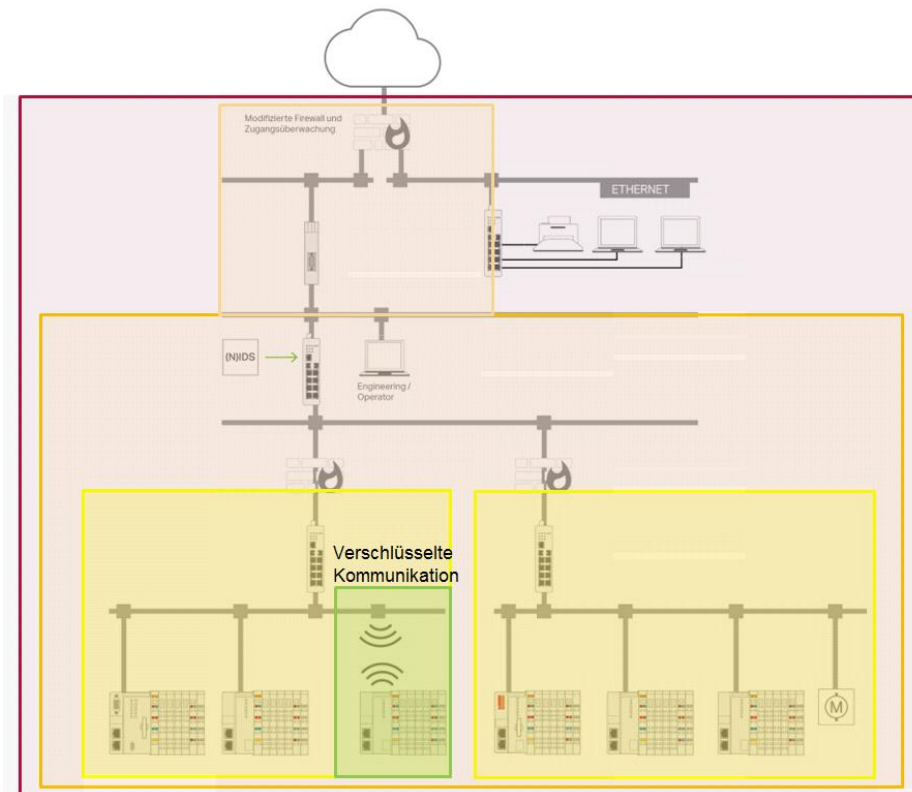 Modifizierte Firewall und
Zugangsüberwachung
ETHERNET
(N)IDS
Engineering /
Operator
Verschlüsselte
Kommunikation
M